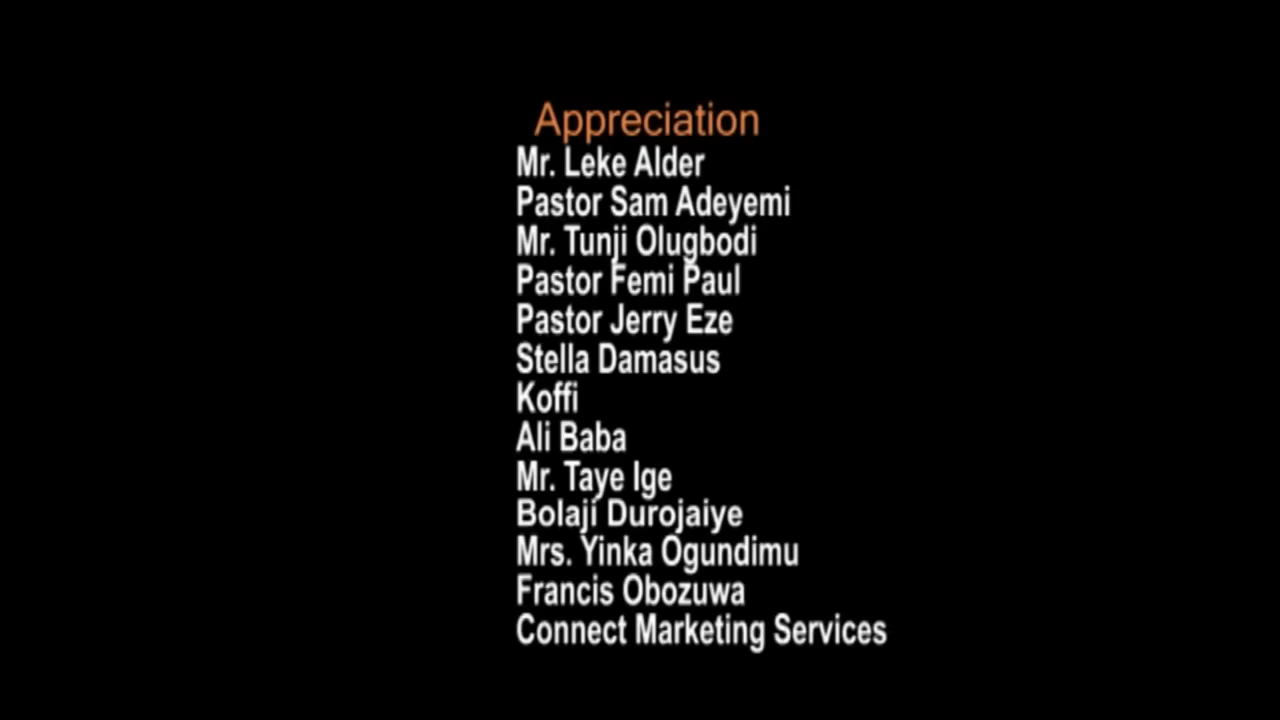 Appreciation
Mr. Leke Alder
Pastor Sam Adeyemi
Mr. Tunji Olugbodi
Pastor Femi Paul
Pastor Jerry Eze
Stella Damasus
Koffi
Ali Baba
Mr. Taye Ige
Bolaji Durojaiye
Mrs. Yinka Ogundimu
Francis Obozuwa
Connect Marketing Services